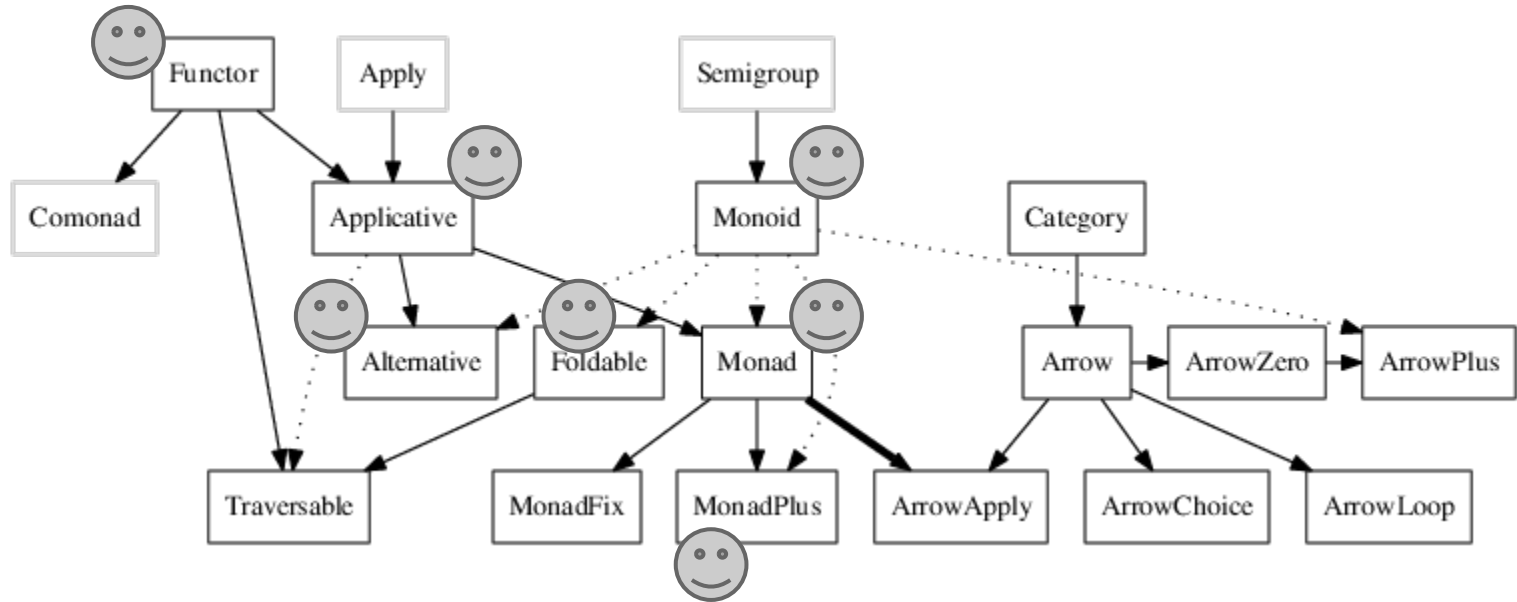 Functor
Apply
Semigroup
Comonad
Applicative
Monoid
Category
Alternative
Foldable
Monad
Arrow
ArrowZero
ArrowPlus
Traversable
MonadFix
MonadPlus
ArrowApply
ArrowChoice
ArrowLoop